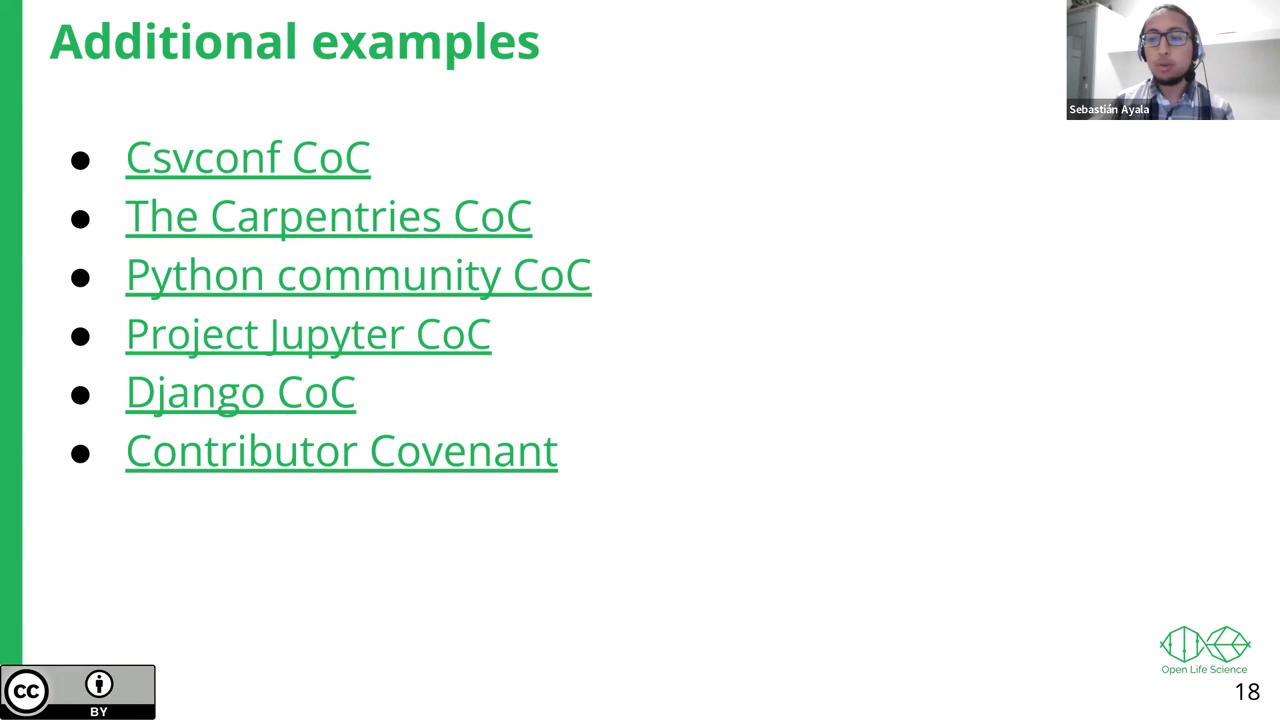 Additional examples
Sebastián Ayala
● Csvconf CoC
● The Carpentries CoC
● Python community CoC
● Project Jupyter CoC
● Django CoC
● Contributor Covenant
Open Life Science
18
cc
BY